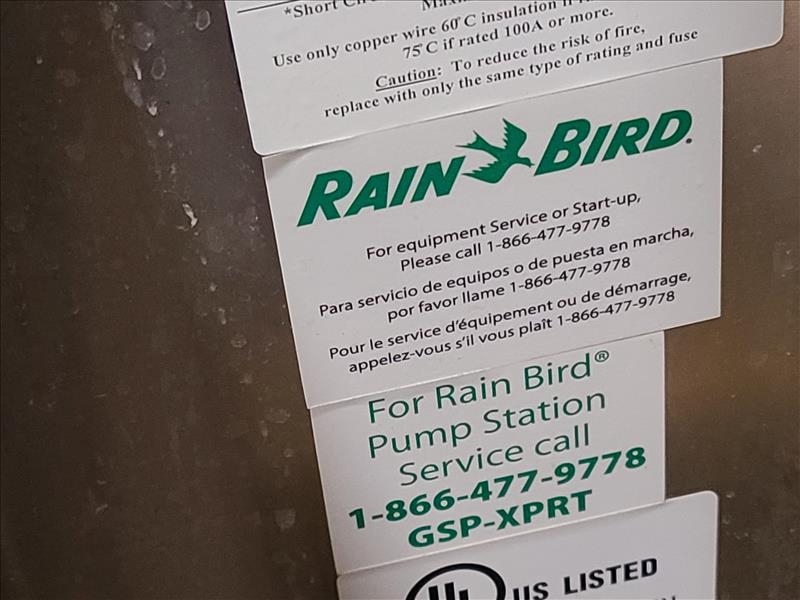 *Short
Use only copper wire 60°C insulation
75°C if rated 100A or more.
Caution: To reduce the risk of fire,
replace with only the same type of rating and fuse
RAIN BIRD.
For equipment Service or Start-up,
Please call 1-866-477-9778
Para servicio de equipos o de puesta en marcha,
por favor llame 1-866-477-9778
Pour le service d'équipement ou de démarrage,
appelez-vous s'il vous plaît 1-866-477-9778
For Rain Bird®
Pump Station
Service call
1-866-477-9778
GSP-XPRT
UL US LISTED